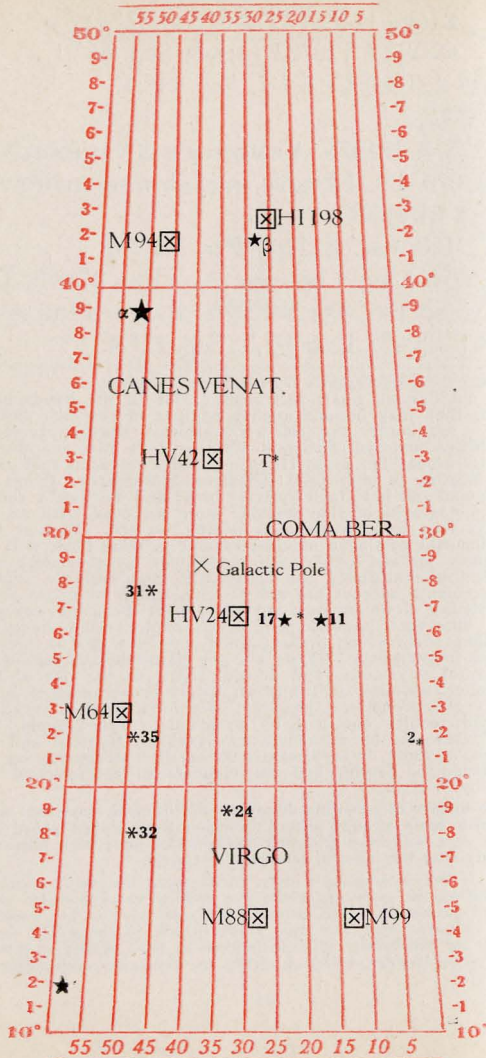 55 50 45 40 35 30 25 20 15 10 5
50° 50°
9- -9
8- -8
7- -7
6- -6
5- -5
4- -4
3- HI 198 -3
M94 2- β -2
1- -1
40° 40°
9- α -9
8- -8
7- -7
6- CANES VENAT. -6
5- -5
4- -4
3- HV42 T* -3
2- -2
1- COMA BER. -1
30° 30°
9- Galactic Pole -9
8- 31* -8
7- HV24 17 * 11 -7
6- -6
5- -5
4- -4
3- M64 -3
2- *35 2* -2
1- -1
20° 20°
9- *24 -9
8- *32 -8
7- VIRGO -7
6- -6
5- M88 M99 -5
4- -4
3- -3
2- -2
1- -1
10° 10°
55 50 45 40 35 30 25 20 15 10 5